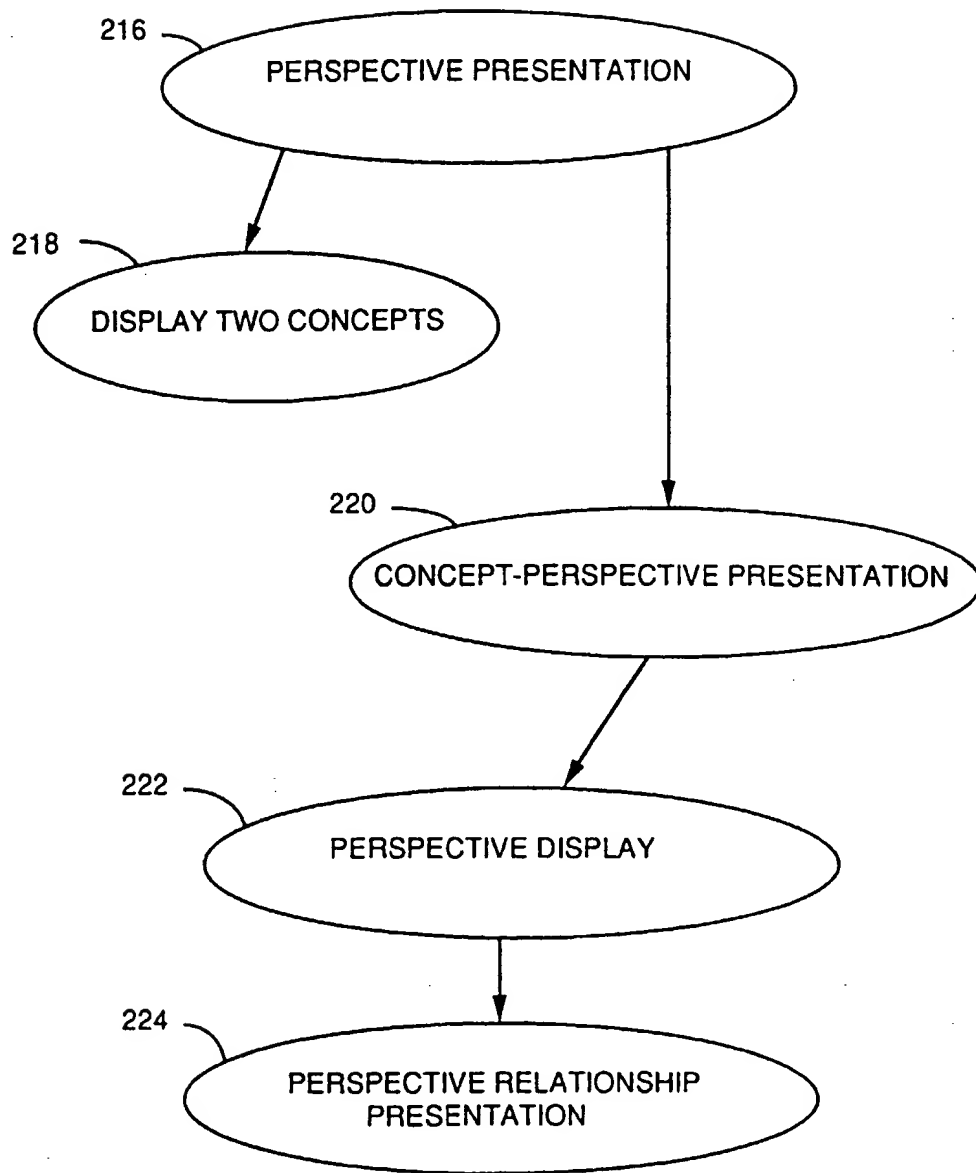 216
PERSPECTIVE PRESENTATION
218
DISPLAY TWO CONCEPTS
220
CONCEPT-PERSPECTIVE PRESENTATION
222
PERSPECTIVE DISPLAY
224
PERSPECTIVE RELATIONSHIP
PRESENTATION